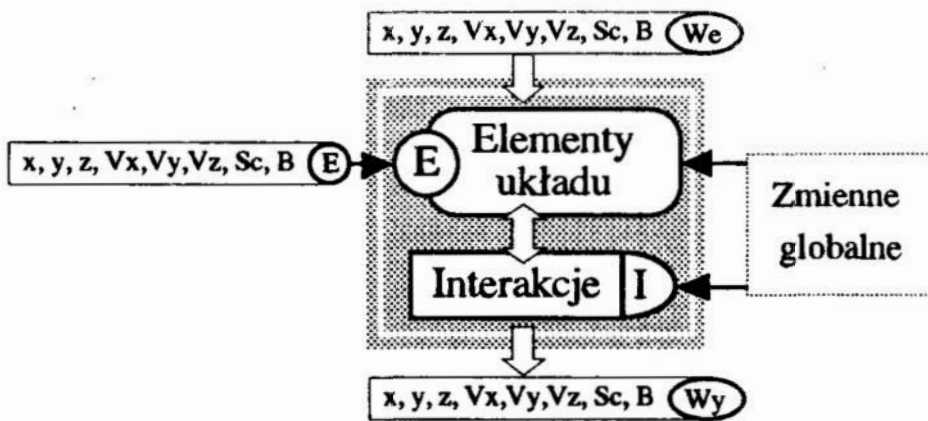 x, y, z, Vx,Vy,Vz, Sc, B We
E Elementy
układu
x, y, z, Vx,Vy,Vz, Sc, B E
Zmienne
globalne
Interakcje I
x, y, z, Vx,Vy,Vz, Sc, B Wy